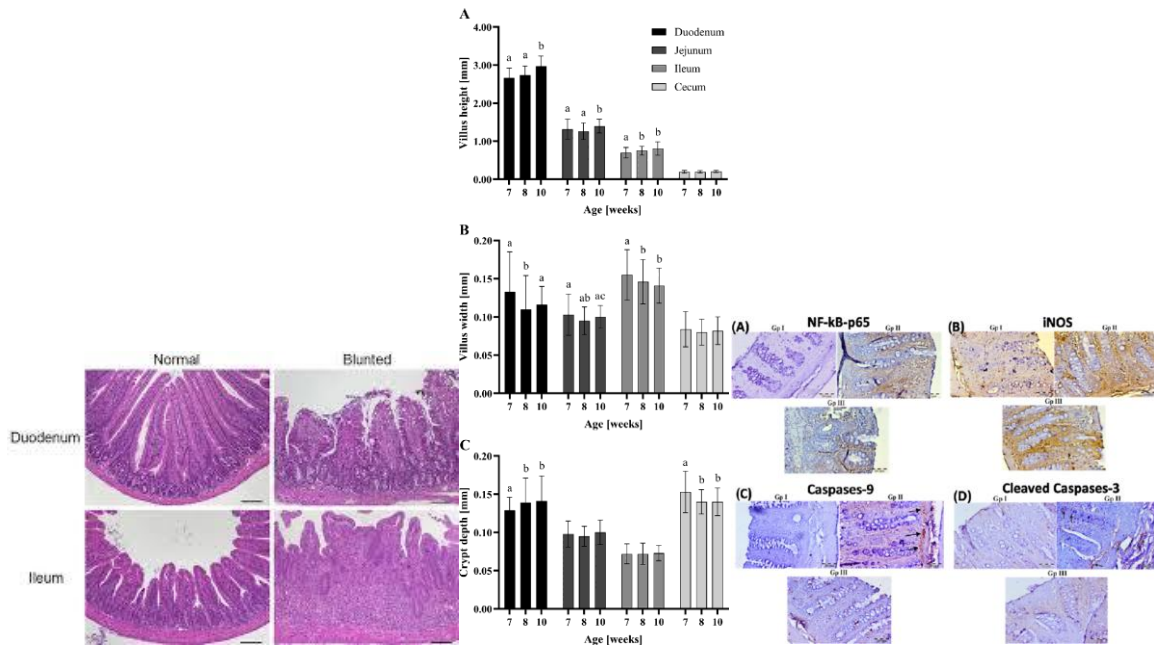 Normal
Blunted
Duodenum
Ileum
A
Duodenum
Jejunum
Ileum
Cecum
Villus height [mm]
4.00
3.00
2.00
1.00
0.00
a a b
a a b
a b b
7 8 10 7 8 10 7 8 10 7 8 10
Age [weeks]
B
Villus width [mm]
0.20
0.15
0.10
0.05
0.00
a b a
a ab ac
a b b
7 8 10 7 8 10 7 8 10 7 8 10
Age [weeks]
C
Crypt depth [mm]
0.20
0.15
0.10
0.05
0.00
a b b
a b b
7 8 10 7 8 10 7 8 10 7 8 10
Age [weeks]
(A)
NF-kB-p65
Gp I
Gp II
Gp III
(B)
iNOS
Gp I
Gp II
Gp III
(C)
Caspases-9
Gp I
Gp II
Gp III
(D)
Cleaved Caspases-3
Gp I
Gp II
Gp III